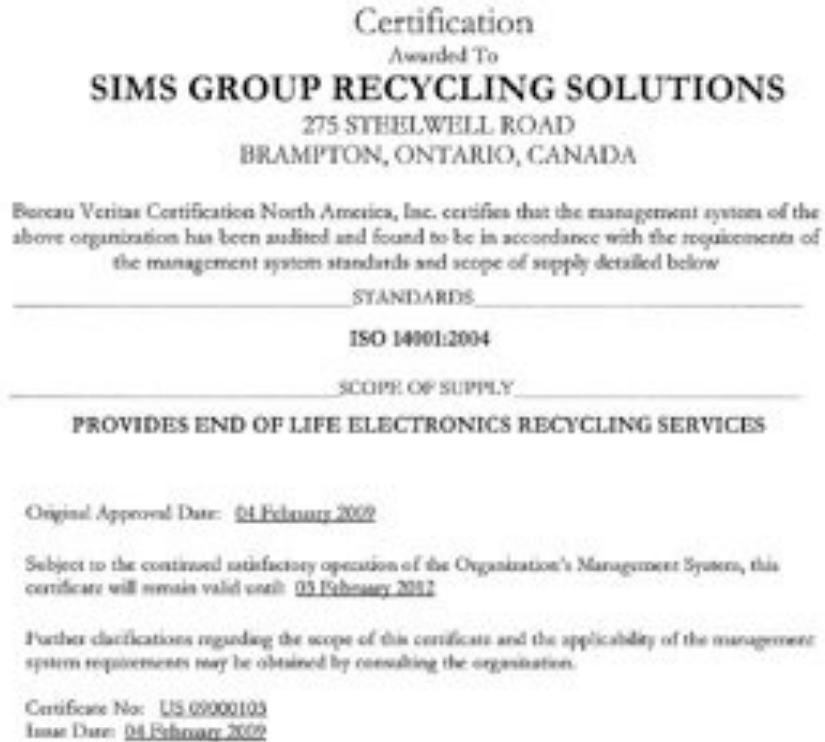 Certification
Awarded To
SIMS GROUP RECYCLING SOLUTIONS
275 STEELWELL ROAD
BRAMPTON, ONTARIO, CANADA
Bureau Veritas Certification North America, Inc. certifies that the management system of the
above organization has been audited and found to be in accordance with the requirements of
the management system standards and scope of supply detailed below
STANDARDS
ISO 14001:2004
SCOPE OF SUPPLY
PROVIDES END OF LIFE ELECTRONICS RECYCLING SERVICES
Original Approval Date: 04 February 2009
Subject to the continued satisfactory operation of the Organization's Management System, this
certificate will remain valid until: February 2012
Further clarifications regarding the scope of this certificate and the applicability of the management
system requirements may be obtained by consulting the organization.
Certificate No: US
Issue Date: 04 February 2009